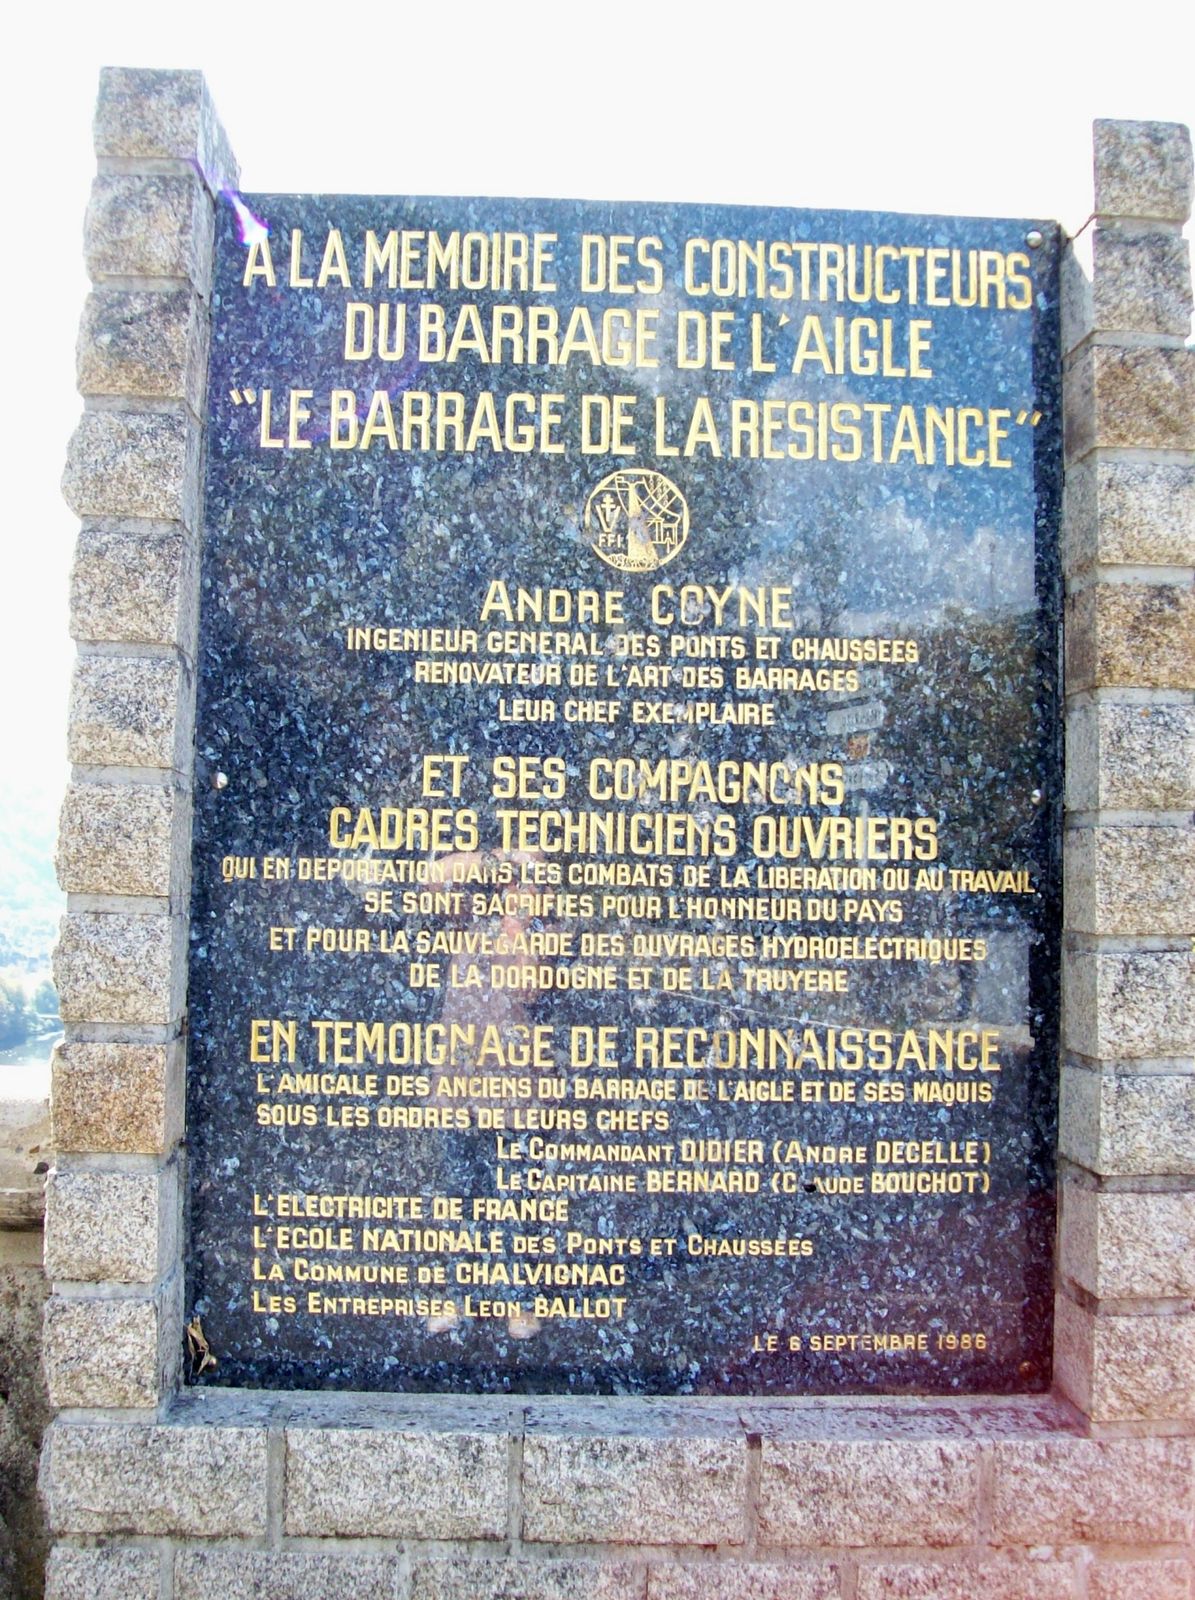 A LA MEMOIRE DES CONSTRUCTEURS
DU BARRAGE DE L'AIGLE
"LE BARRAGE DE LA RESISTANCE"
FFI
ANDRE COYNE
INGENIEUR GENERAL DES PONTS ET CHAUSSEES
RENOVATEUR DE L'ART DES BARRAGES
LEUR CHEF EXEMPLAIRE
ET SES COMPAGNONS
CADRES TECHNICIENS OUVRIERS
QUI EN DEPORTATION DANS LES COMBATS DE LA LIBERATION OU AU TRAVAIL
SE SONT SACRIFIES POUR L'HONNEUR DU PAYS
ET POUR LA SAUVEGARDE DES OUVRAGES HYDROELECTRIQUES
DE LA DORDOGNE ET DE LA TRUYERE
EN TEMOIGNAGE DE RECONNAISSANCE
L'AMICALE DES ANCIENS DU BARRAGE DE L'AIGLE ET DE SES MAQUIS
SOUS LES ORDRES DE LEURS CHEFS
LE COMMANDANT DIDIER (ANDRE DECELLE)
LE CAPITAINE BERNARD (C AUDE BOUCHOT)
L'ELECTRICITE DE FRANCE
L'ECOLE NATIONALE DES PONTS ET CHAUSSEES
LA COMMUNE DE CHALVIGNAC
LES ENTREPRISES LEON BALLOT
LE 6 SEPTEMBRE 1986